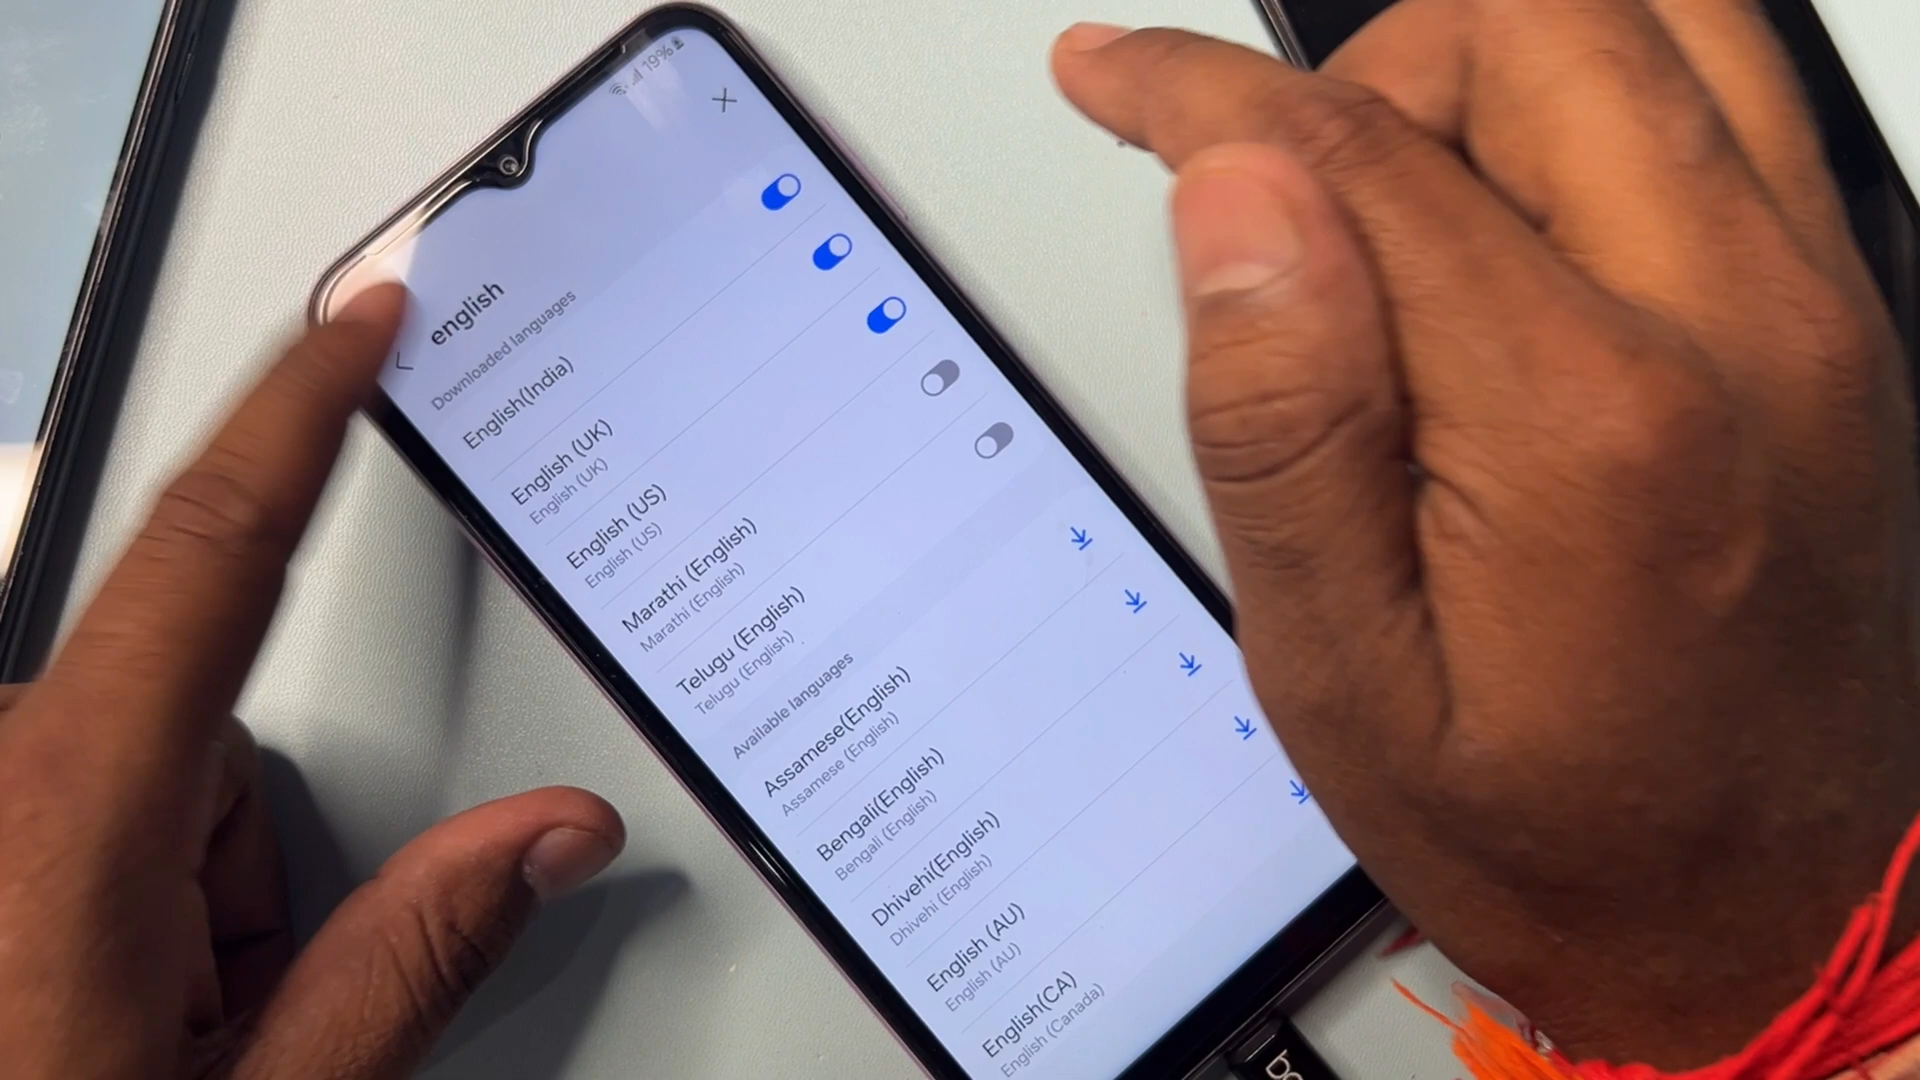 19%
english
Downloaded languages
English(India)
English (UK)
English (UK)
English (US)
English (US)
Marathi (English)
Marathi (English)
Telugu (English)
Telugu (English)
Available languages
Assamese(English)
Assamese (English)
Bengali(English)
Bengali (English)
Dhivehi(English)
Dhivehi (English)
English (AU)
English (AU)
English(CA)
English (Canada)